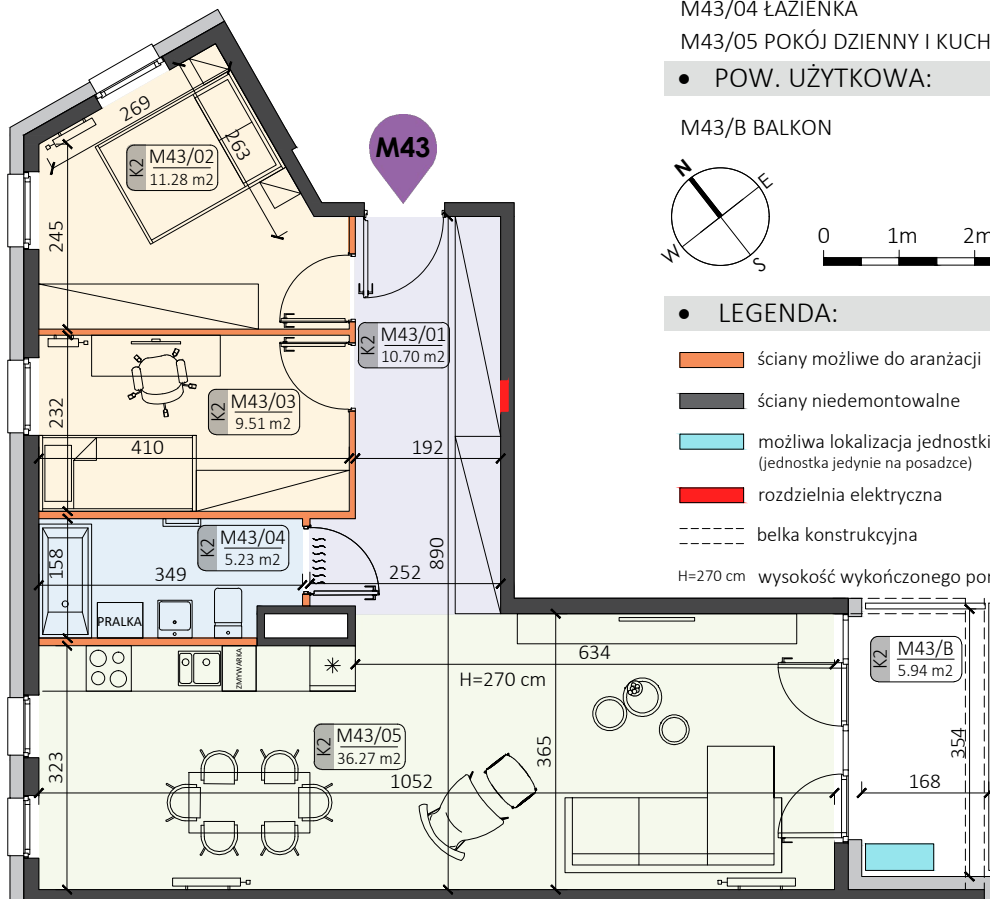 M43/04 ŁAZIENKA
M43/05 POKÓJ DZIENNY I KUCH
• POW. UŻYTKOWA:
M43/B BALKON
N
E
W
S
0 1m 2m
• LEGENDA:
ściany możliwe do aranżacji
ściany niedemontowalne
możliwa lokalizacja jednostki
(jednostka jedynie na posadzce)
rozdzielnia elektryczna
belka konstrukcyjna
H=270 cm wysokość wykończonego por
M43
269
263
K2 M43/02
11.28 m2
245
K2 M43/01
10.70 m2
K2 M43/03
9.51 m2
232
410
192
K2 M43/04
5.23 m2
158
349
252
890
PRALKA
ZMYWARKA
634
H=270 cm
K2 M43/B
5.94 m2
K2 M43/05
36.27 m2
323
365
354
1052
168